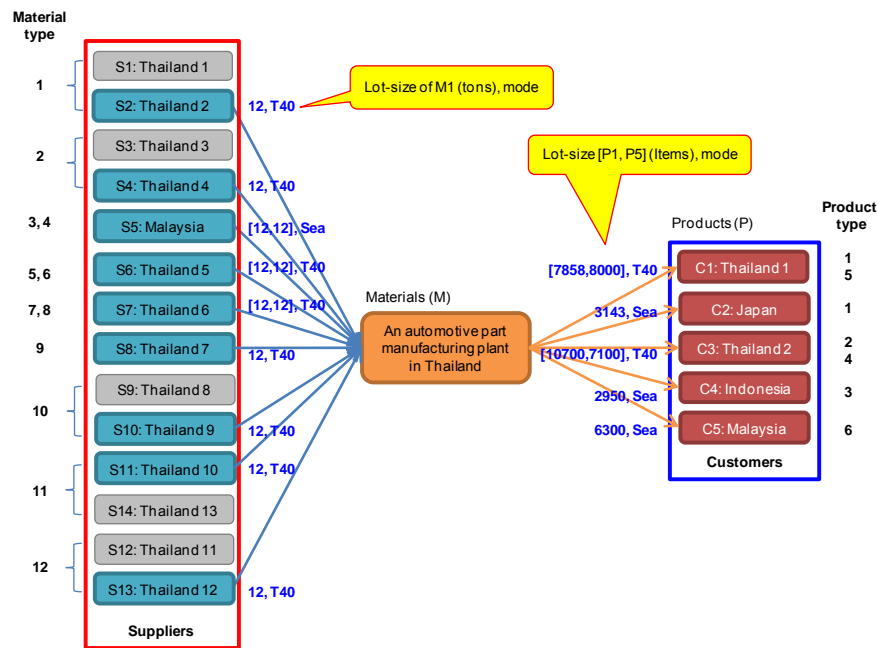 Material
type
1
2
3, 4
5, 6
7, 8
9
10
11
12
S1: Thailand 1
S2: Thailand 2
S3: Thailand 3
S4: Thailand 4
S5: Malaysia
S6: Thailand 5
S7: Thailand 6
S8: Thailand 7
S9: Thailand 8
S10: Thailand 9
S11: Thailand 10
S14: Thailand 13
S12: Thailand 11
S13: Thailand 12
Suppliers
12, T40
12, T40
[12,12], Sea
[12,12], T40
[12,12], T40
12, T40
12, T40
12, T40
12, T40
Lot-size of M1 (tons), mode
Lot-size [P1, P5] (Items), mode
Materials (M)
An automotive part
manufacturing plant
in Thailand
[7858,8000], T40
3143, Sea
[10700,7100], T40
2950, Sea
6300, Sea
Products (P)
C1: Thailand 1
C2: Japan
C3: Thailand 2
C4: Indonesia
C5: Malaysia
Customers
Product
type
1
5
1
2
4
3
6